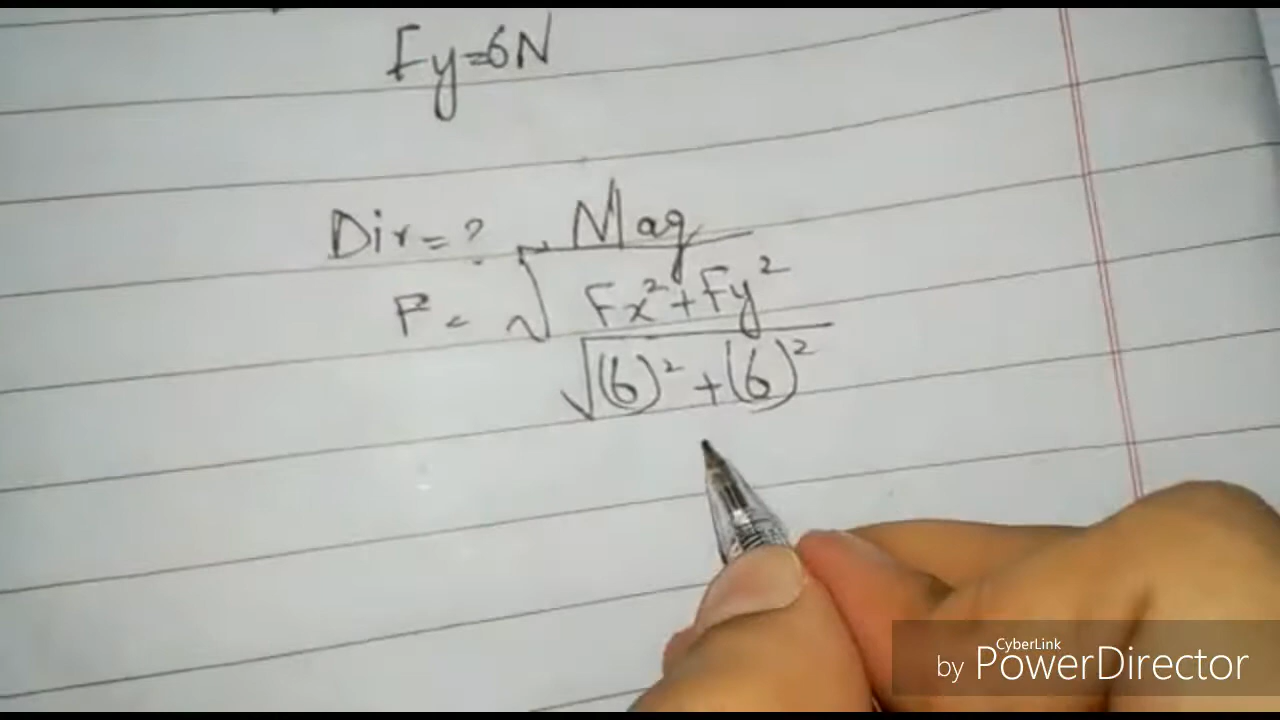 Fy=6N
Dir=? Mag
F= √Fx²+Fy²
√(6)²+(6)²
CyberLink
by PowerDirector